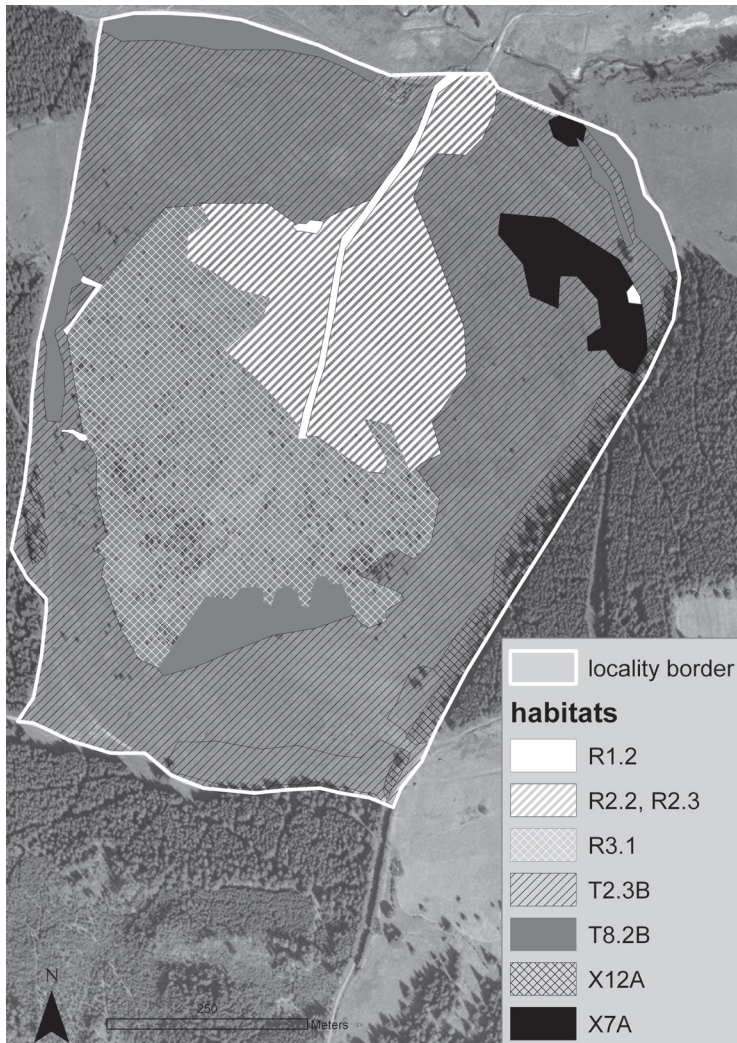 locality border
habitats
R1.2
R2.2, R2.3
R3.1
T2.3B
T8.2B
X12A
X7A
N
250
Meters